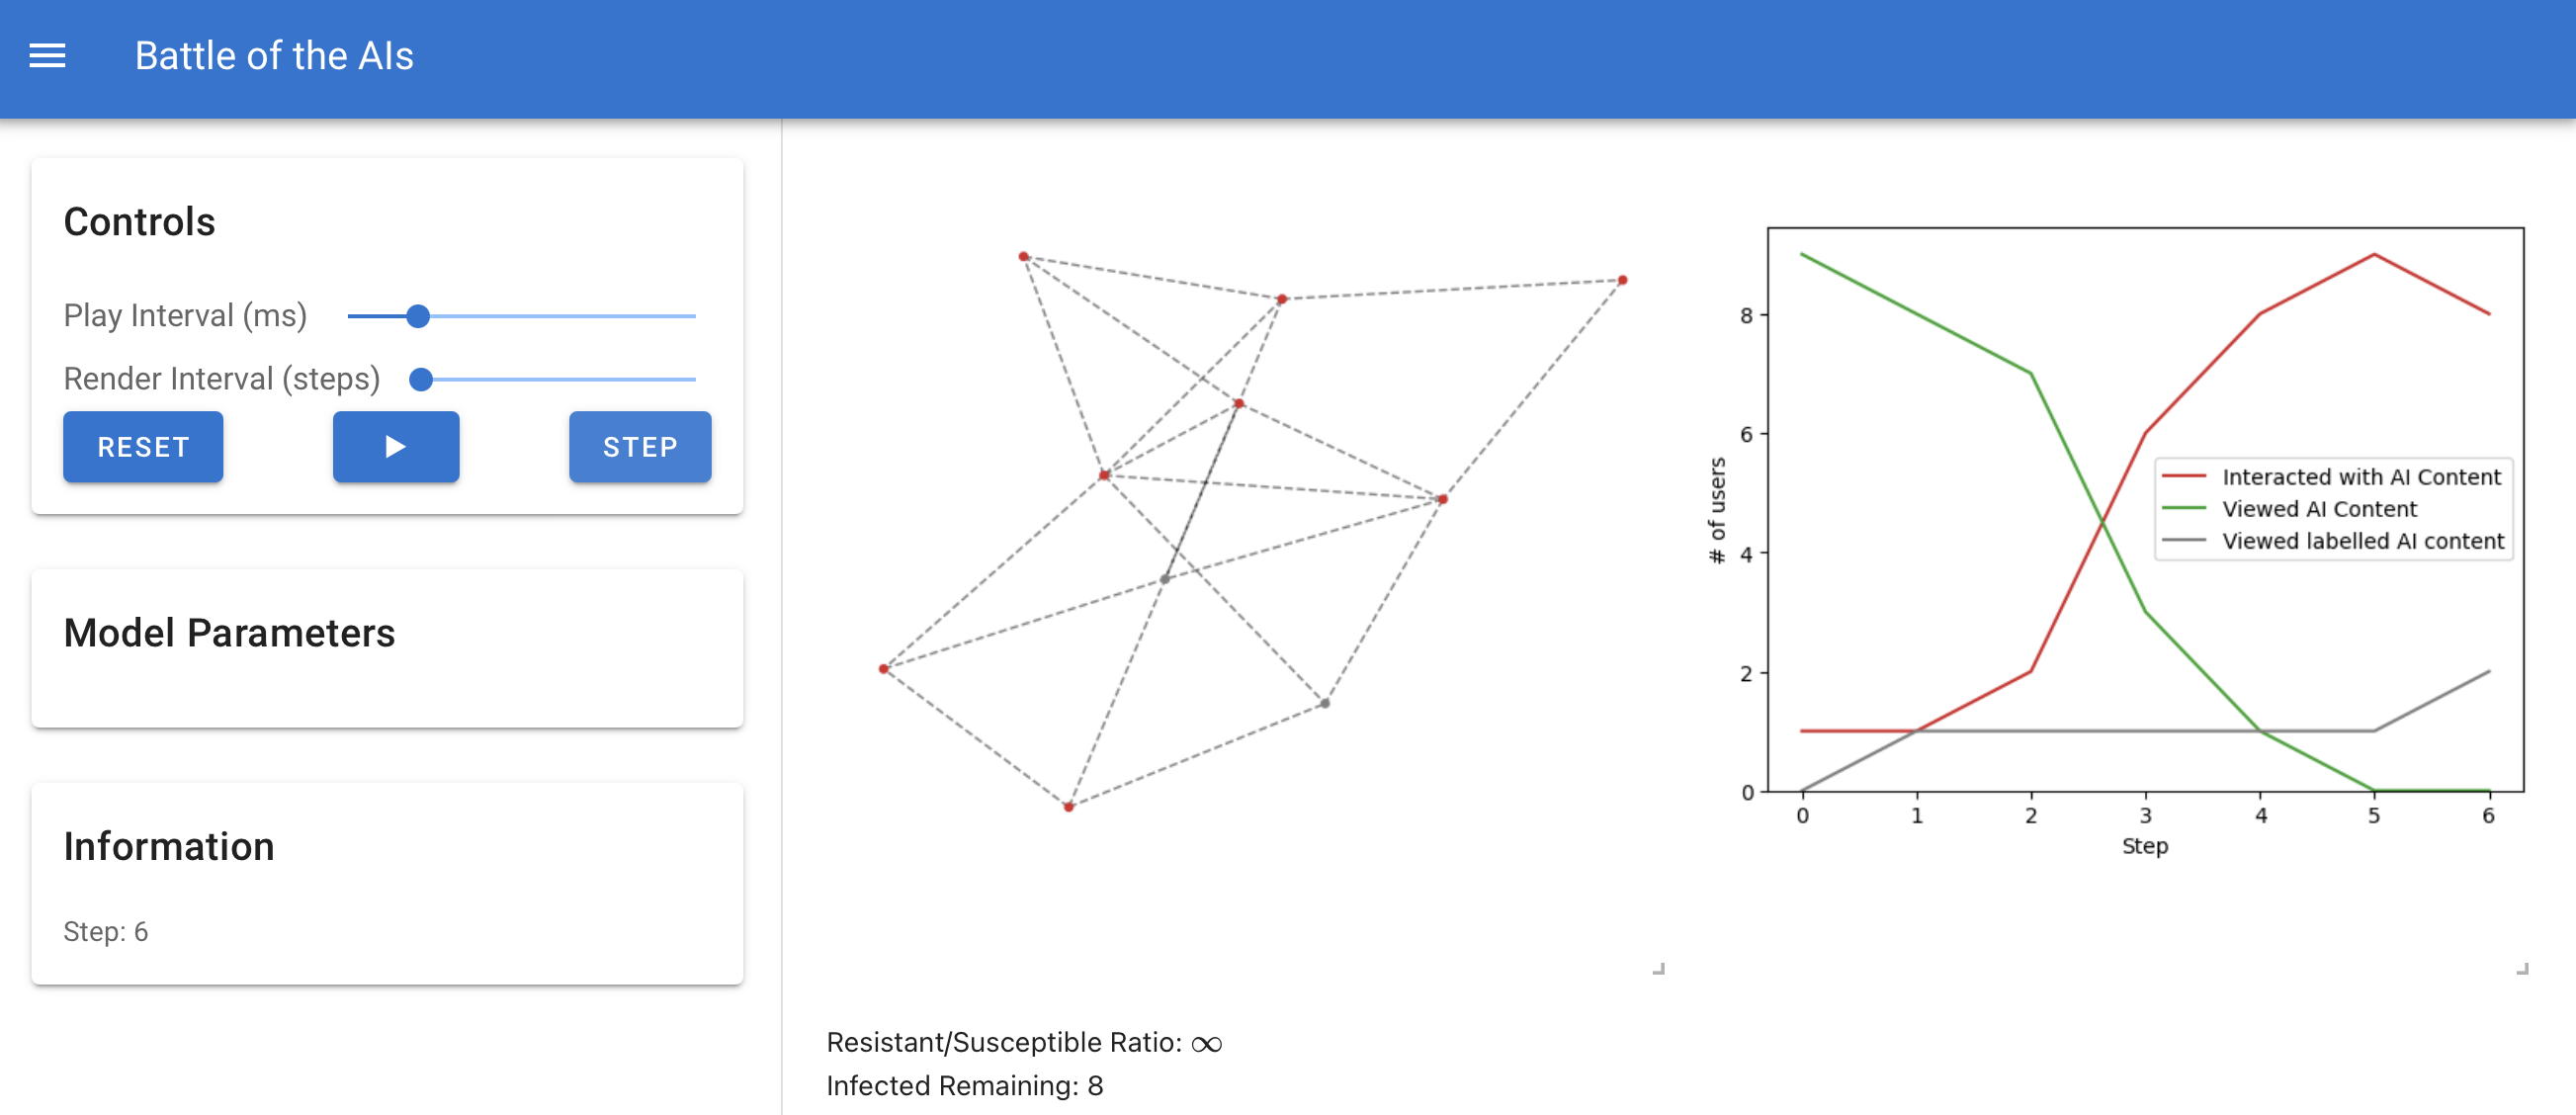 Battle of the AIs
Controls
Play Interval (ms)
Render Interval (steps)
RESET
STEP
Model Parameters
Information
Step: 6
# of users
8
6
4
2
0
0 1 2 3 4 5 6
Step
Interacted with AI Content
Viewed AI Content
Viewed labelled AI content
Resistant/Susceptible Ratio: ∞
Infected Remaining: 8